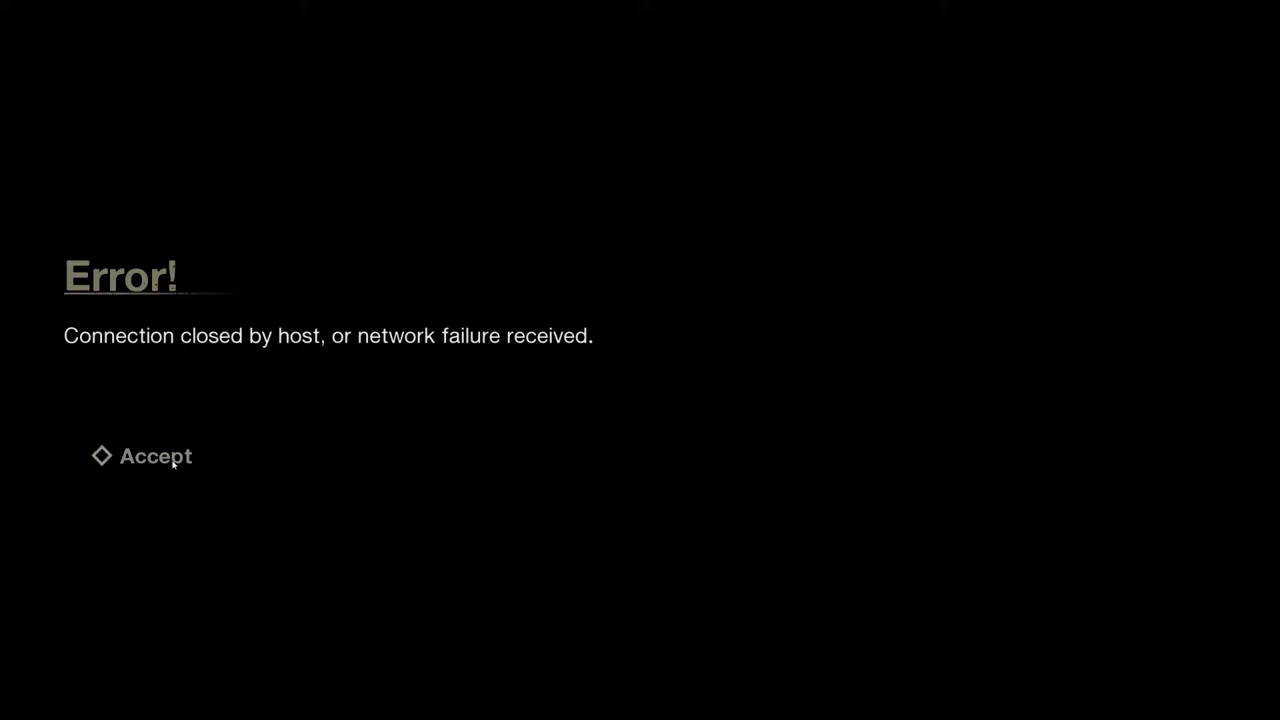 Error!
Connection closed by host, or network failure received.
Accept